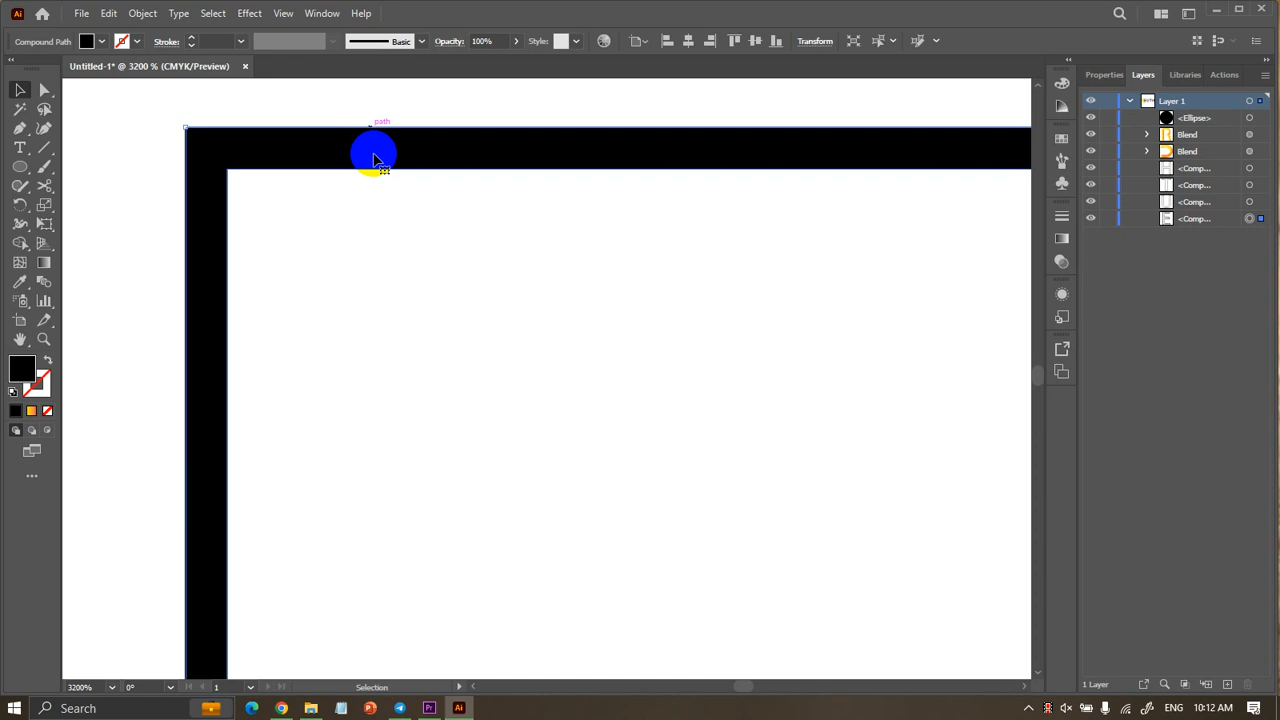 Ai File Edit Object Type Select Effect View Window Help
Compound Path Stroke: Basic Opacity: 100% Style: Transform
Untitled-1* @ 3200 % (CMYK/Preview) ×
Properties Layers Libraries Actions
path
Layer 1
<Ellipse>
Blend
Blend
<Comp...
<Comp...
<Comp...
<Comp...
3200% 0° 1 Selection
1 Layer
Search Pr Ai 10:12 AM